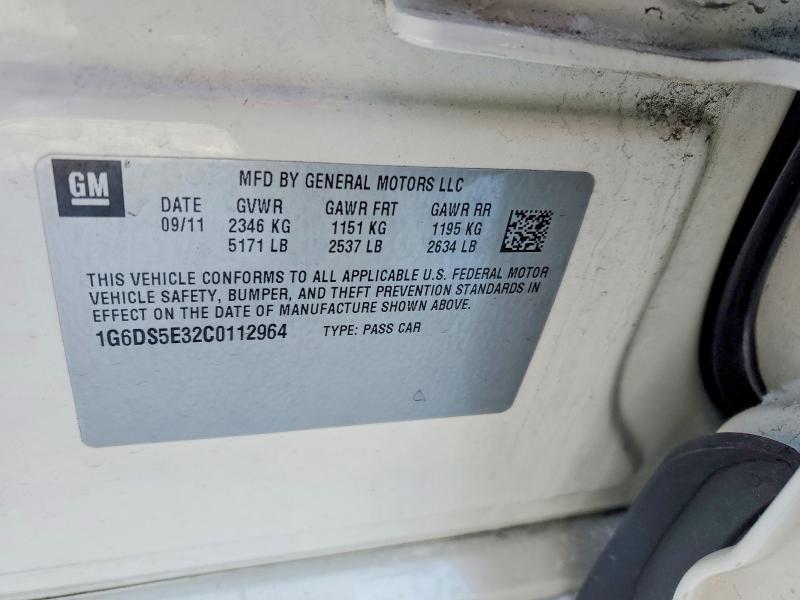 GM
MFD BY GENERAL MOTORS LLC
DATE GVWR GAWR FRT GAWR RR
09/11 2346 KG 1151 KG 1195 KG
5171 LB 2537 LB 2634 LB
THIS VEHICLE CONFORMS TO ALL APPLICABLE U.S. FEDERAL MOTOR
VEHICLE SAFETY, BUMPER, AND THEFT PREVENTION STANDARDS IN
EFFECT ON THE DATE OF MANUFACTURE SHOWN ABOVE.
1G6DS5E32C0112964 TYPE: PASS CAR